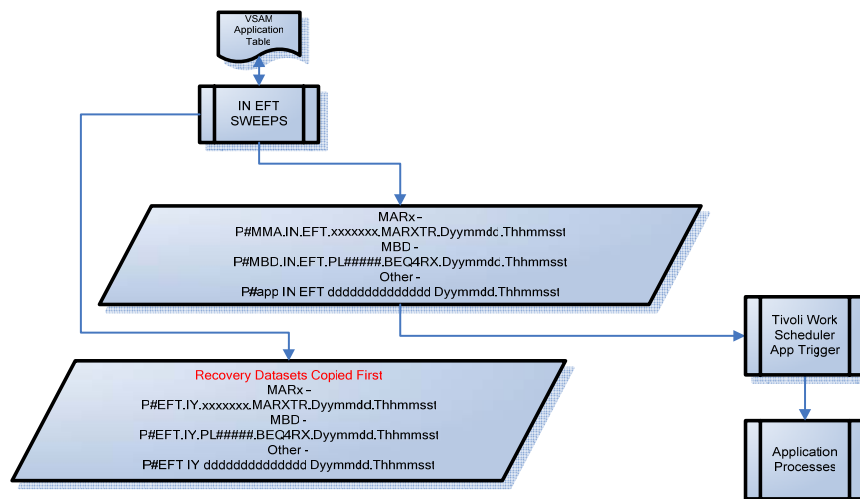 VSAM
Application
Table
IN EFT
SWEEPS
MARx –
P#MMA.IN.EFT.xxxxxxx.MARXTR.Dyymmdc.Thhmmsst
MBD -
P#MBD.IN.EFT.PL#####.BEQ4RX.Dyymmdc.Thhmmsst
Other -
P#app IN EFT dddddddddddddd Dyymmdd.Thhmmsst
Tivoli Work
Scheduler
App Trigger
Recovery Datasets Copied First
MARx –
P#EFT.IY.xxxxxxx.MARXTR.Dyymmdd.Thhmmsst
MBD -
P#EFT.IY.PL#####.BEQ4RX.Dyymmdd.Thhmmsst
Other -
P#EFT IY dddddddddddddd Dyymmdd.Thhmmsst
Application
Processes